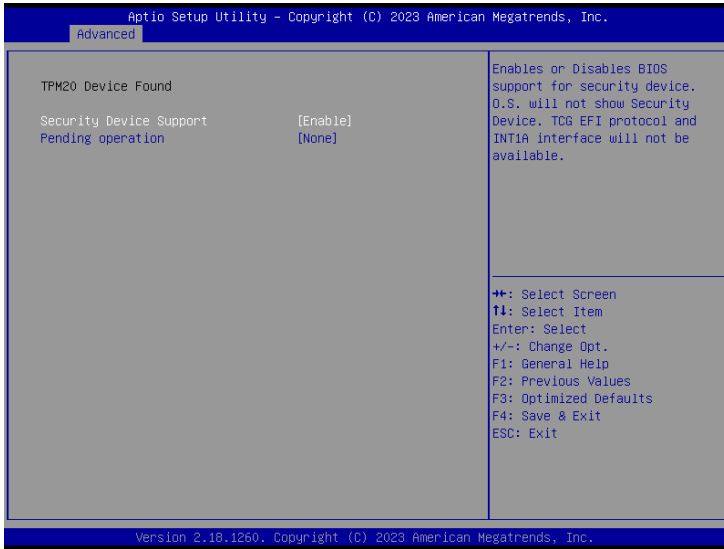 Aptio Setup Utility – Copyright (C) 2023 American Megatrends, Inc.
Advanced
TPM20 Device Found
Security Device Support [Enable]
Pending operation [None]
Enables or Disables BIOS
support for security device.
O.S. will not show Security
Device. TCG EFI protocol and
INT1A interface will not be
available.
→←: Select Screen
↑↓: Select Item
Enter: Select
+/-: Change Opt.
F1: General Help
F2: Previous Values
F3: Optimized Defaults
F4: Save & Exit
ESC: Exit
Version 2.18.1260. Copyright (C) 2023 American Megatrends, Inc.